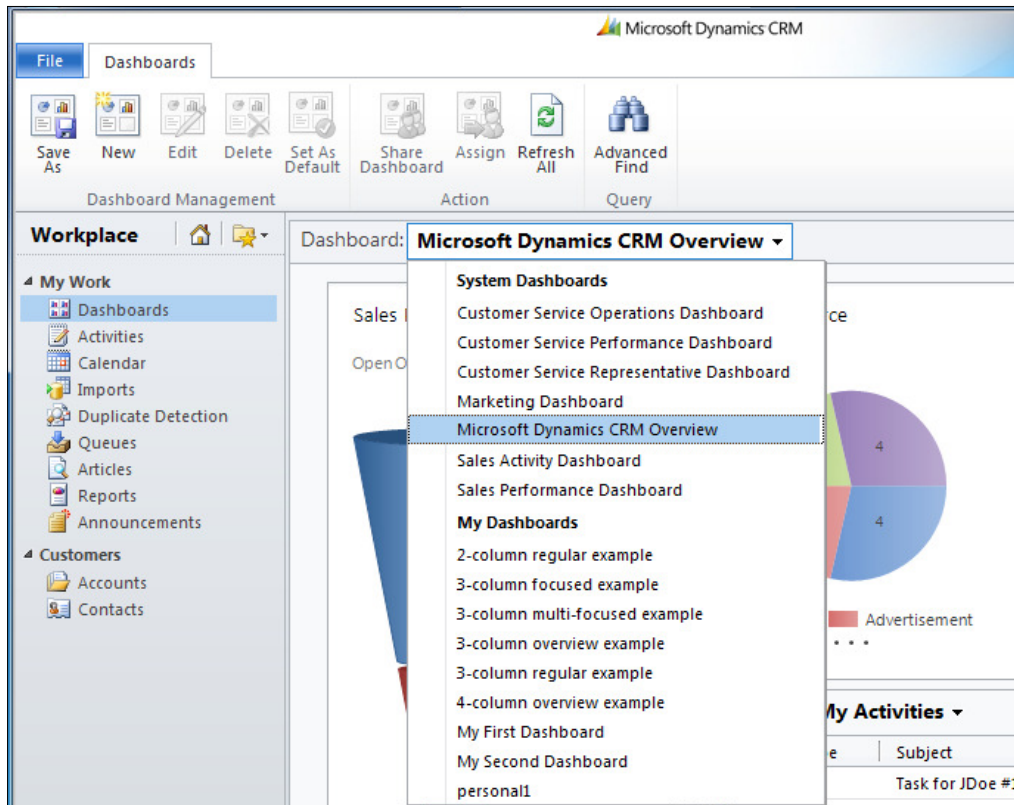 Microsoft Dynamics CRM
File Dashboards
Save As New Edit Delete Set As Default Share Dashboard Assign Refresh All Advanced Find
Dashboard Management Action Query
Workplace
Dashboard: Microsoft Dynamics CRM Overview
My Work
Dashboards
Activities
Calendar
Imports
Duplicate Detection
Queues
Articles
Reports
Announcements
Customers
Accounts
Contacts
System Dashboards
Customer Service Operations Dashboard
Customer Service Performance Dashboard
Customer Service Representative Dashboard
Marketing Dashboard
Microsoft Dynamics CRM Overview
Sales Activity Dashboard
Sales Performance Dashboard
My Dashboards
2-column regular example
3-column focused example
3-column multi-focused example
3-column overview example
3-column regular example
4-column overview example
My First Dashboard
My Second Dashboard
personal1
Sales
Open O
rce
4
4
Advertisement
My Activities
e Subject
Task for JDoe #1